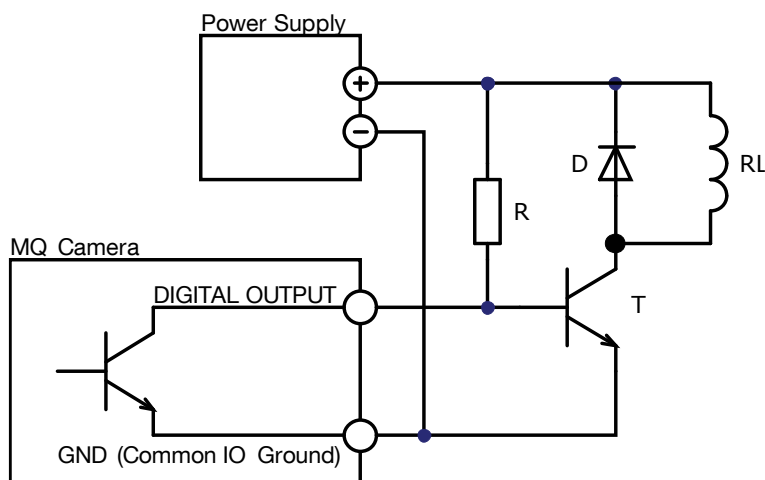 Power Supply
+
−
D
RL
R
MQ Camera
DIGITAL OUTPUT
T
GND (Common IO Ground)